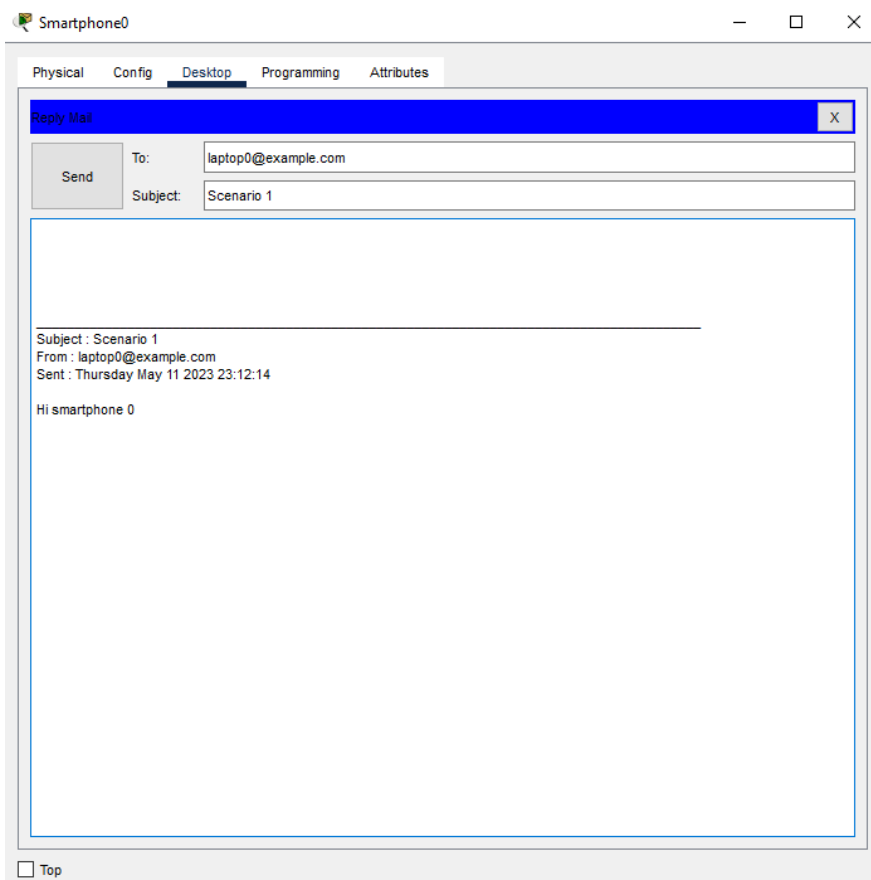 Smartphone0
Physical Config Desktop Programming Attributes
Reply Mail X
Send
To: laptop0@example.com
Subject: Scenario 1
Subject : Scenario 1
From : laptop0@example.com
Sent : Thursday May 11 2023 23:12:14
Hi smartphone 0
Top